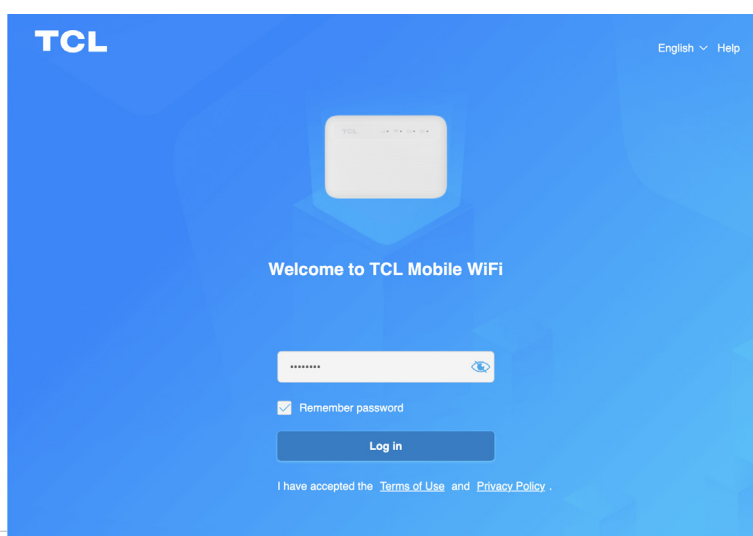 TCL
English Help
TCL
Welcome to TCL Mobile WiFi
••••••••
Remember password
Log in
I have accepted the Terms of Use and Privacy Policy .